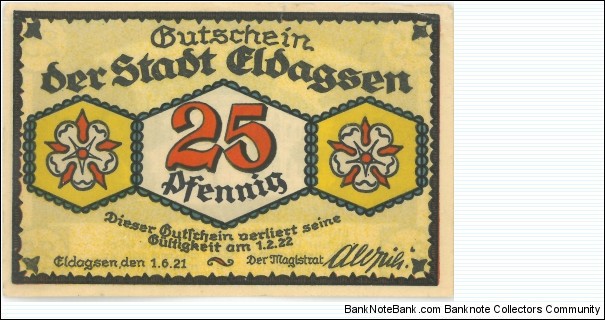 Gutschein
der Stadt Eldagsen
25
Pfennig
Dieser Gutschein verliert seine
Gültigkeit am 1.2.22
Eldagsen, den 1.6.21 Der Magistrat
BankNoteBank.com - Banknote Collectors Community